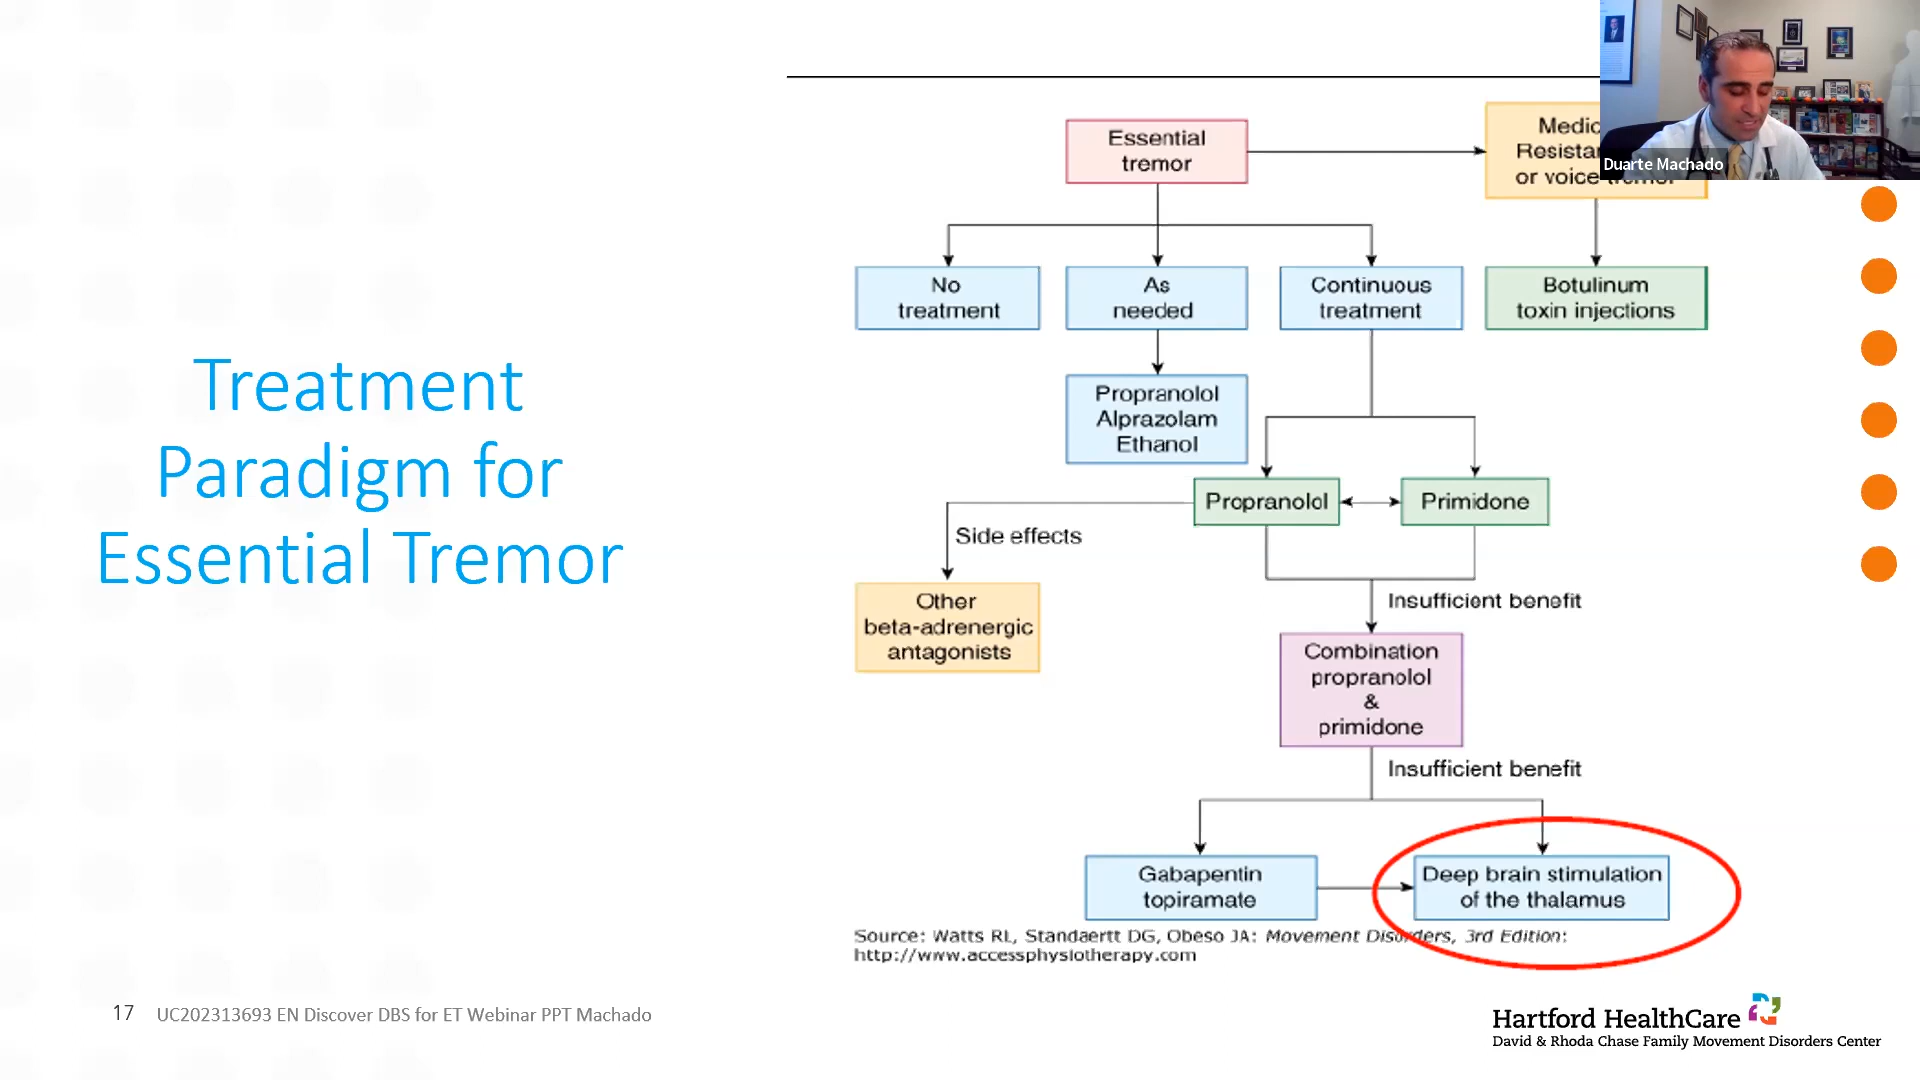 Treatment
Paradigm for
Essential Tremor
Essential
tremor
Medic
Resista
or voice tremor
Duarte Machado
No
treatment
As
needed
Continuous
treatment
Botulinum
toxin injections
Propranolol
Alprazolam
Ethanol
Propranolol
Primidone
Side effects
Other
beta-adrenergic
antagonists
Insufficient benefit
Combination
propranolol
&
primidone
Insufficient benefit
Gabapentin
topiramate
Deep brain stimulation
of the thalamus
Source: Watts RL, Standaertt DG, Obeso JA: Movement Disorders, 3rd Edition:
http://www.accessphysiotherapy.com
17 UC202313693 EN Discover DBS for ET Webinar PPT Machado
Hartford HealthCare
David & Rhoda Chase Family Movement Disorders Center